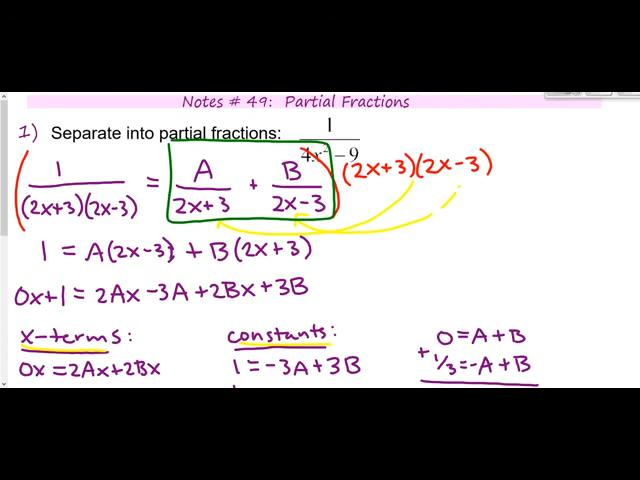 Notes # 49: Partial Fractions
1) Separate into partial fractions: 1/(4x² – 9)
(1/((2x+3)(2x-3)) = A/(2x+3) + B/(2x-3)) (2x+3)(2x-3)
1 = A(2x-3) + B(2x+3)
0x+1 = 2Ax -3A +2Bx +3B
x-terms: constants: 0 = A+B
0x = 2Ax+2Bx 1 = -3A+3B + 1/3 = -A+B